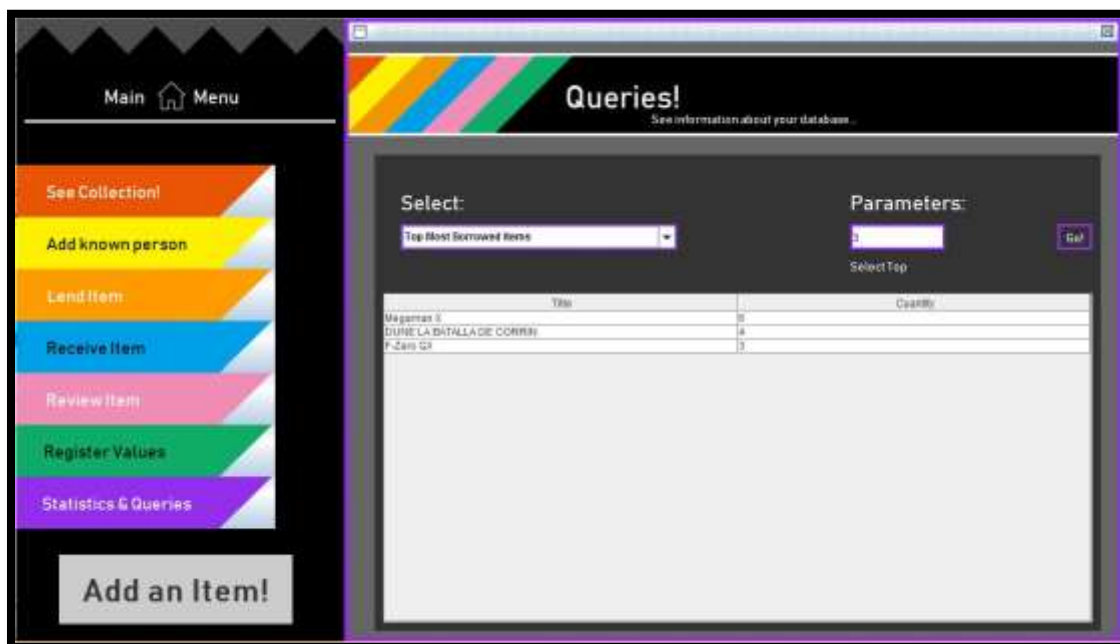 Main Menu
See Collection!
Add known person
Lend Item
Receive Item
Review Item
Register Values
Statistics & Queries
Add an Item!
Queries!
See information about your database...
Select:
Top Most Borrowed Items
Parameters:
3
Go!
Select Top
Title Quantity
Megaman X
DUNE LA BATALLA DE CORRIN 4
F-Zero GX 3